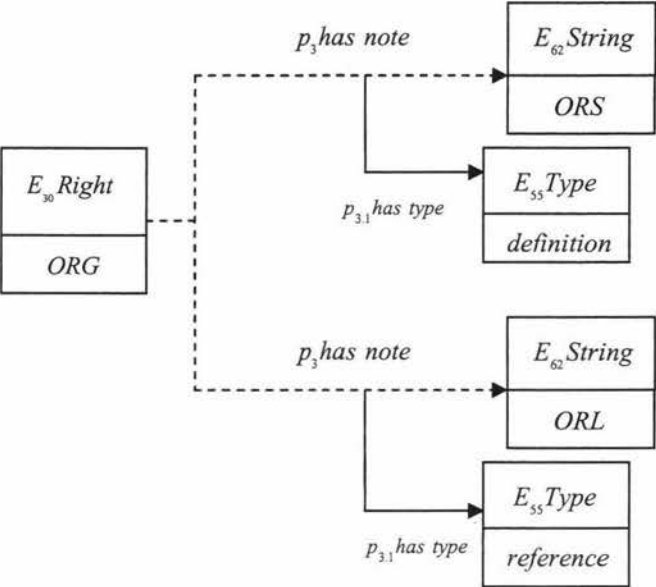 p₃has note
E₆₂String
ORS
E₃₀Right
ORG
E₅₅Type
p₃.₁has type
definition
p₃has note
E₆₂String
ORL
E₅₅Type
p₃.₁has type
reference